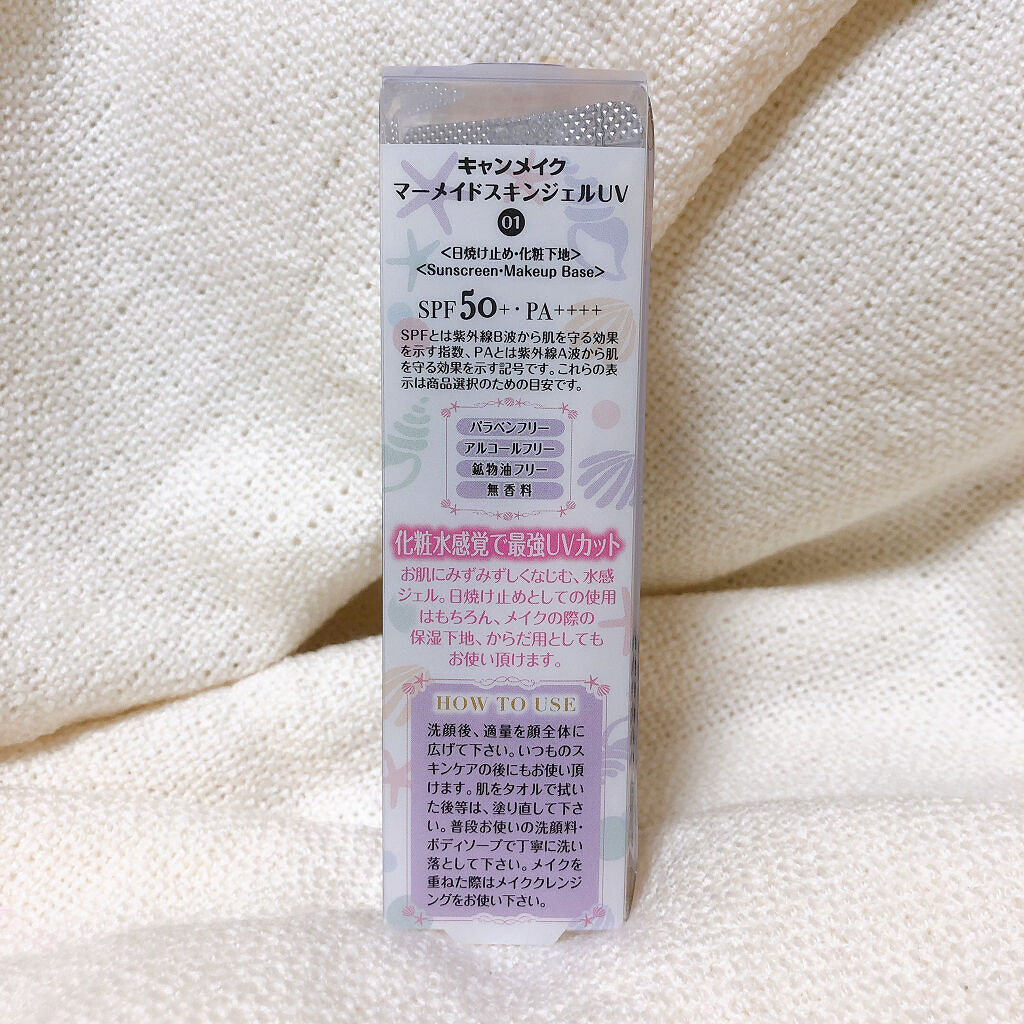 キャンメイク
マーメイドスキンジェルUV
01
<日焼け止め・化粧下地>
<Sunscreen・Makeup Base>
SPF50+・PA++++
SPFとは紫外線B波から肌を守る効果
を示す指数、PAとは紫外線A波から肌
を守る効果を示す記号です。これらの表
示は商品選択のための目安です。
パラベンフリー
アルコールフリー
鉱物油フリー
無香料
化粧水感覚で最強UVカット
お肌にみずみずしくなじむ、水感
ジェル。日焼け止めとしての使用
はもちろん、メイクの際の
保湿下地、からだ用としても
お使い頂けます。
HOW TO USE
洗顔後、適量を顔全体に
広げて下さい。いつものス
キンケアの後にもお使い頂
けます。肌をタオルで拭い
た後等は、塗り直して下さ
い。普段お使いの洗顔料・
ボディソープで丁寧に洗い
落として下さい。メイクを
重ねた際はメイククレンジ
ングをお使い下さい。